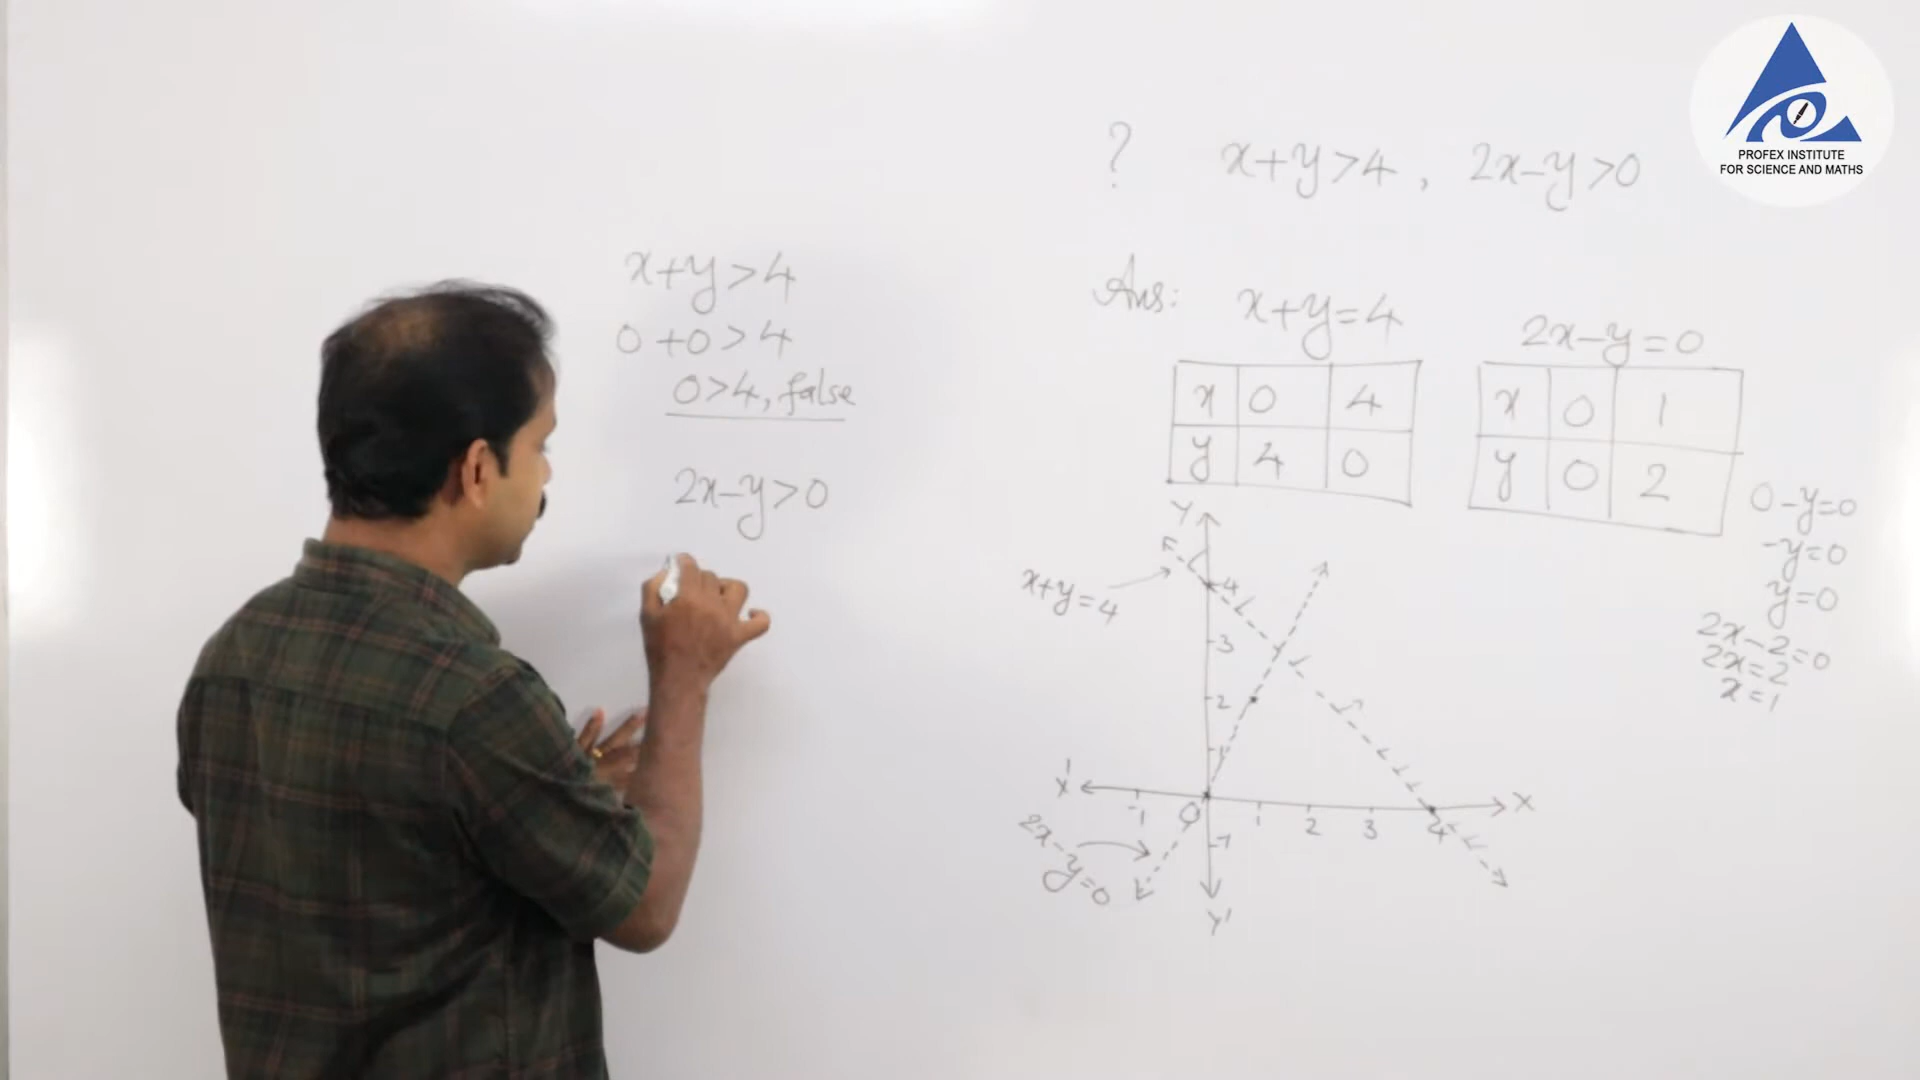 PROFEX INSTITUTE
FOR SCIENCE AND MATHS
? x+y>4, 2x-y>0
x+y>4
0+0>4
0>4, false
2x-y>0
Ans: x+y=4
x 0 4
y 4 0
2x-y=0
x 0 1
y 0 2
0-y=0
-y=0
y=0
2x-2=0
2x=2
x=1
Y
x+y=4
4
3
2
1
X'
-1
0
1
2
3
4
X
-1
2x-y=0
Y'